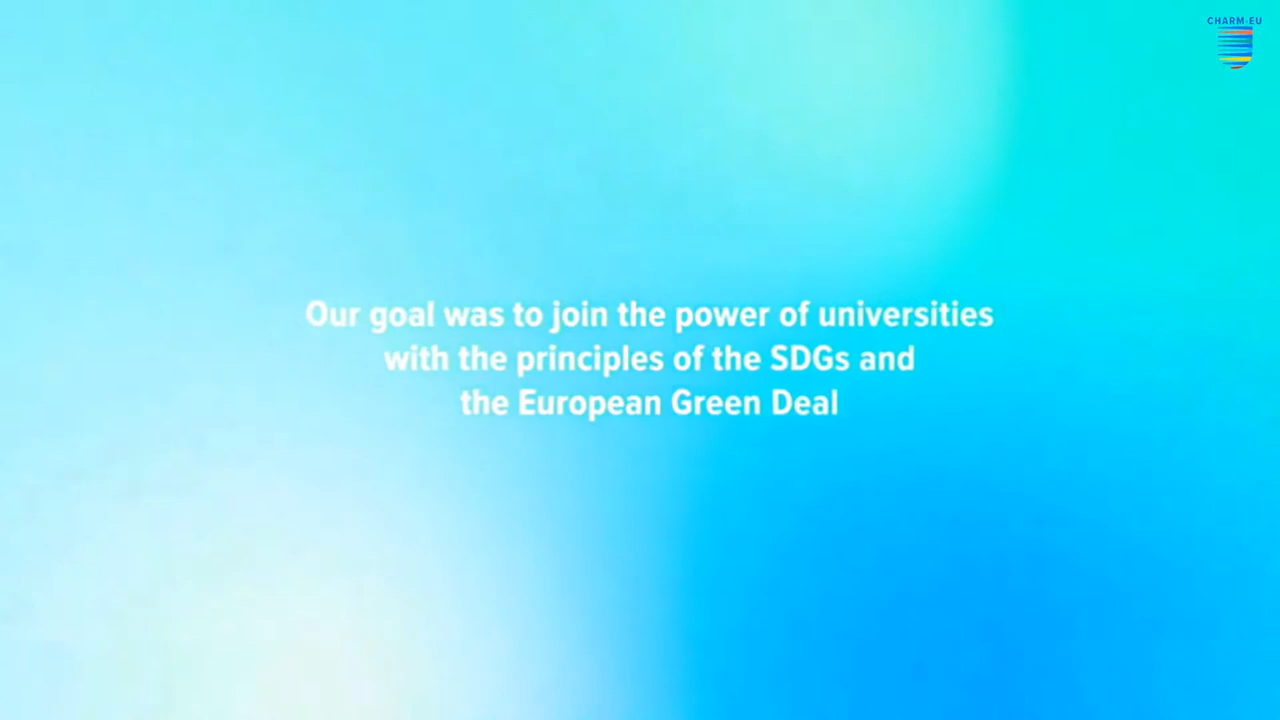 CHARM-EU
Our goal was to join the power of universities
with the principles of the SDGs and
the European Green Deal